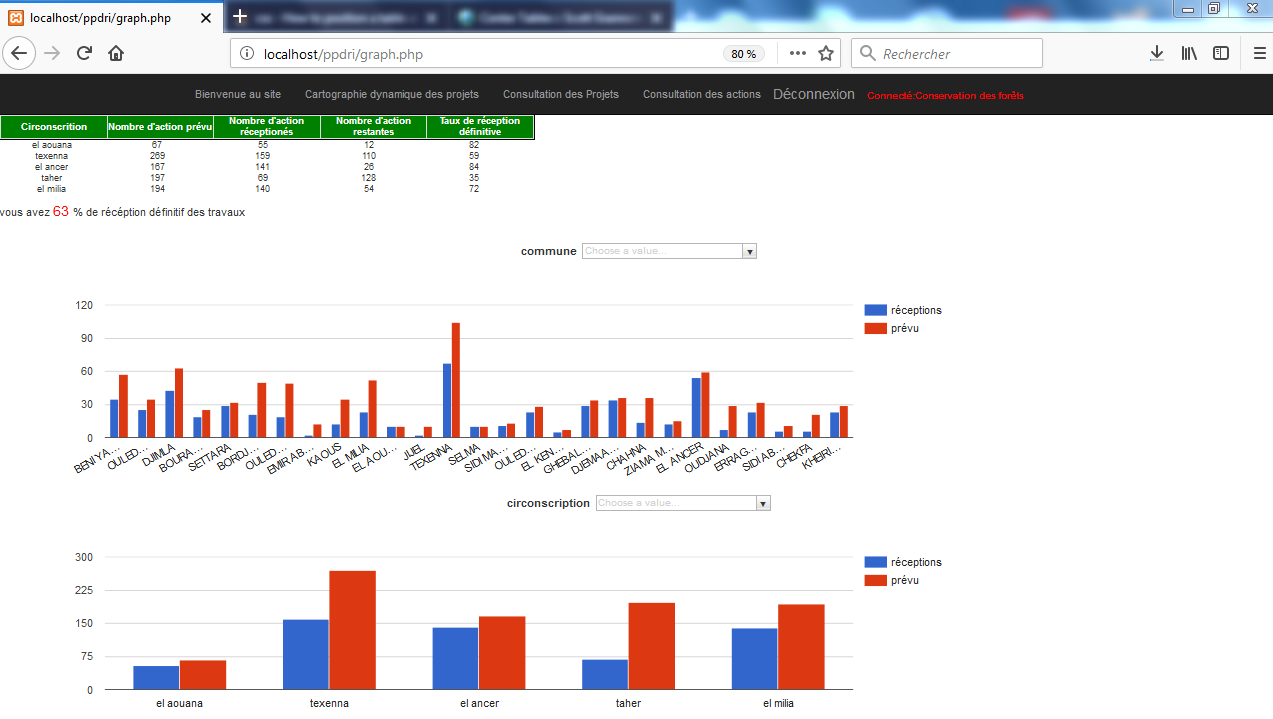 localhost/ppdri/graph.php
localhost/ppdri/graph.php
80 %
Rechercher
Bienvenue au site Cartographie dynamique des projets Consultation des Projets Consultation des actions Déconnexion Connecté:Conservation des forêts
Circonscrition Nombre d'action prévu Nombre d'action réceptionés Nombre d'action restantes Taux de réception définitive
el aouana 67 55 12 82
texenna 269 159 110 59
el ancer 167 141 26 84
taher 197 69 128 35
el milia 194 140 54 72
vous avez 63 % de récéption définitif des travaux
commune Choose a value...
120
90
60
30
0
réceptions
prévu
BENI YA...
OULED...
DJIMLA
BOURA...
SETTARA
BORDJ...
OULED...
EMIR AB...
KAOUS
EL MILIA
EL AOU...
JIJEL
TEXENNA
SELMA
SIDI MA...
OULED...
EL KEN...
GHEBAL...
DJEMAA...
CHAHNA
ZIAMA M...
EL ANCER
OUDJANA
ERRAG...
SIDI AB...
CHEKFA
KHEIRI...
circonscription Choose a value...
300
225
150
75
0
réceptions
prévu
el aouana
texenna
el ancer
taher
el milia